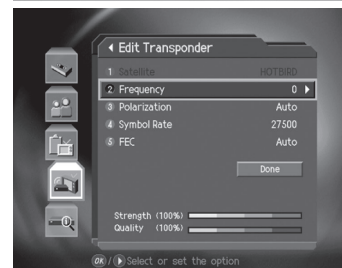 Edit Transponder
1 Satellite HOTBIRD
2 Frequency 0
3 Polarization Auto
4 Symbol Rate 27500
5 FEC Auto
Done
Strength (100%)
Quality (100%)
OK / Select or set the option